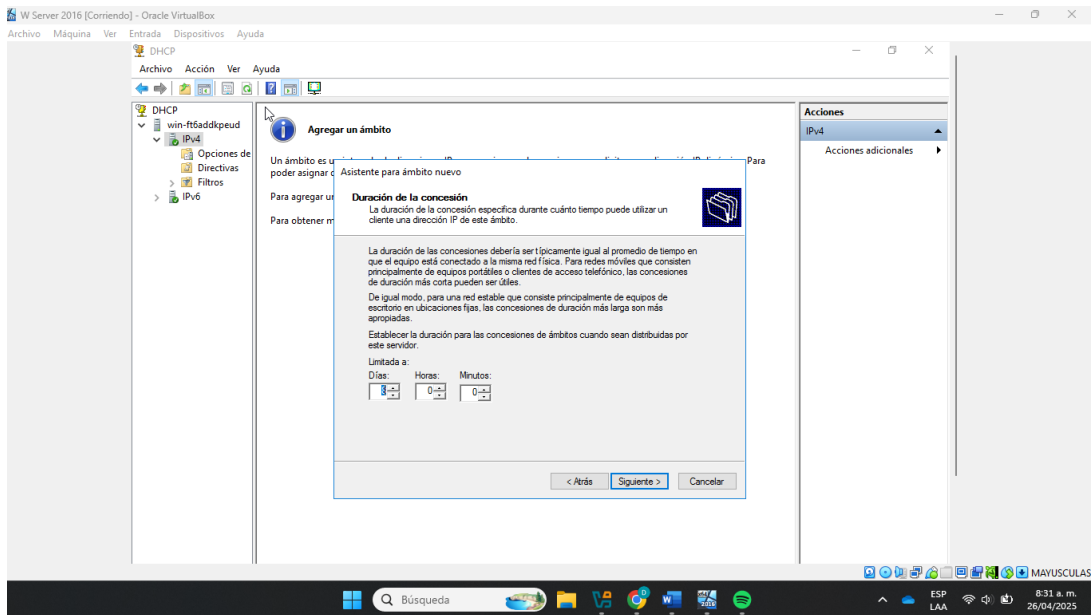 W Server 2016 [Corriendo] - Oracle VirtualBox
Archivo Máquina Ver Entrada Dispositivos Ayuda
DHCP
Archivo Acción Ver Ayuda
DHCP
win-ft6addkpeud
IPv4
Opciones de
Directivas
Filtros
IPv6
Agregar un ámbito
Un ámbito es u
Para
poder asignar
Para agregar ur
Para obtener m
Asistente para ámbito nuevo
Duración de la concesión
La duración de la concesión especifica durante cuánto tiempo puede utilizar un
cliente una dirección IP de este ámbito.
La duración de las concesiones debería ser típicamente igual al promedio de tiempo en
que el equipo está conectado a la misma red física. Para redes móviles que consisten
principalmente de equipos portátiles o clientes de acceso telefónico, las concesiones
de duración más corta pueden ser útiles.
De igual modo, para una red estable que consiste principalmente de equipos de
escritorio en ubicaciones fijas, las concesiones de duración más larga son más
apropiadas.
Establecer la duración para las concesiones de ámbitos cuando sean distribuidas por
este servidor.
Limitada a:
Días: Horas: Minutos:
8 0 0
< Atrás Siguiente > Cancelar
Acciones
IPv4
Acciones adicionales
MAYUSCULAS
Búsqueda
ESP
LAA
8:31 a. m.
26/04/2025